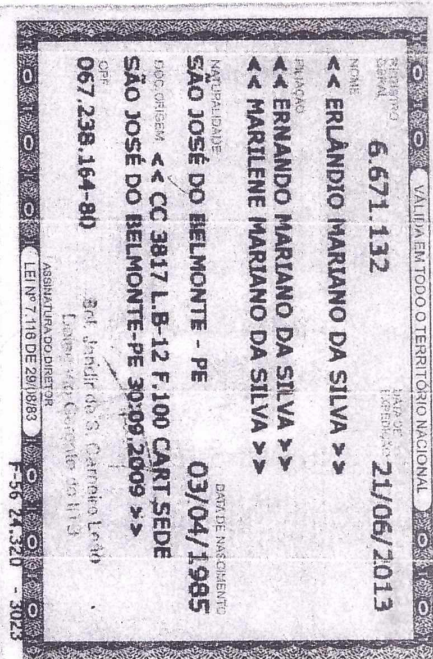 VÁLIDA EM TODO O TERRITÓRIO NACIONAL
REGISTRO GERAL 6.671.132 DATA DE EXPEDIÇÃO 21/06/2013
NOME
<< ERLÂNDIO MARIANO DA SILVA >>
FILIAÇÃO
<< ERNANDO MARIANO DA SILVA >>
<< MARILENE MARIANO DA SILVA >>
NATURALIDADE DATA DE NASCIMENTO
SÃO JOSÉ DO BELMONTE - PE 03/04/1985
DOC. ORIGEM << CC 3817 L.B-12 F.100 CART.SEDE
SÃO JOSÉ DO BELMONTE-PE 30.09.2009 >>
CPF
067.238.164-80
Carneiro Leão
ASSINATURA DO DIRETOR
LEI Nº 7.116 DE 29/08/83
F-56 24.320 - 3023